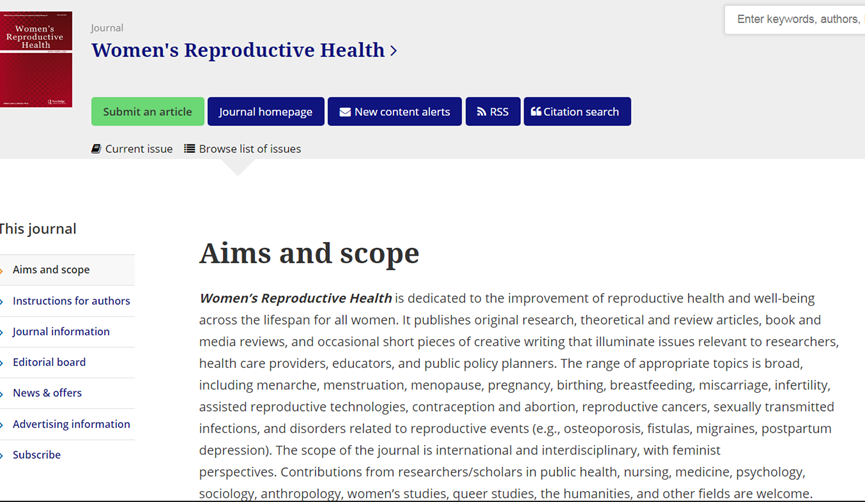 Women's
Reproductive
Health
Journal
Women's Reproductive Health
Enter keywords, authors,
Submit an article
Journal homepage
New content alerts
RSS
Citation search
Current issue
Browse list of issues
This journal
Aims and scope
Instructions for authors
Journal information
Editorial board
News & offers
Advertising information
Subscribe
Aims and scope
Women’s Reproductive Health is dedicated to the improvement of reproductive health and well-being
across the lifespan for all women. It publishes original research, theoretical and review articles, book and
media reviews, and occasional short pieces of creative writing that illuminate issues relevant to researchers,
health care providers, educators, and public policy planners. The range of appropriate topics is broad,
including menarche, menstruation, menopause, pregnancy, birthing, breastfeeding, miscarriage, infertility,
assisted reproductive technologies, contraception and abortion, reproductive cancers, sexually transmitted
infections, and disorders related to reproductive events (e.g., osteoporosis, fistulas, migraines, postpartum
depression). The scope of the journal is international and interdisciplinary, with feminist
perspectives. Contributions from researchers/scholars in public health, nursing, medicine, psychology,
sociology, anthropology, women’s studies, queer studies, the humanities, and other fields are welcome.